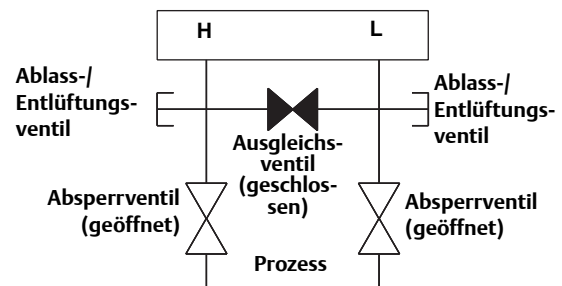 H
L
Ablass-/
Entlüftungs-
ventil
Ablass-/
Entlüftungs-
ventil
Ausgleichs-
ventil
(geschlos-
sen)
Absperrventil
(geöffnet)
Absperrventil
(geöffnet)
Prozess